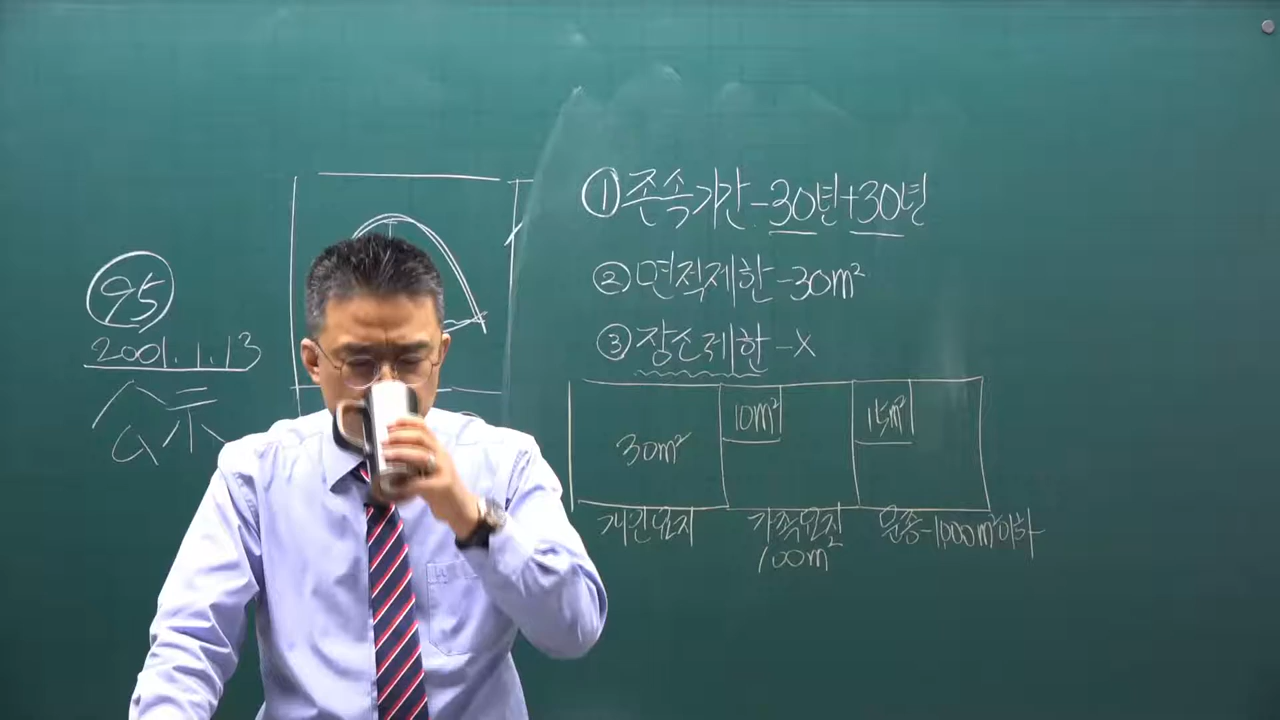 95
2001.1.13
① 존속기간-30년+30년
② 면적제한-30m²
③ 장소제한-X
30m²
10m²
15m²
개인묘지
가족묘지
100m²
문중-1,000m²이하